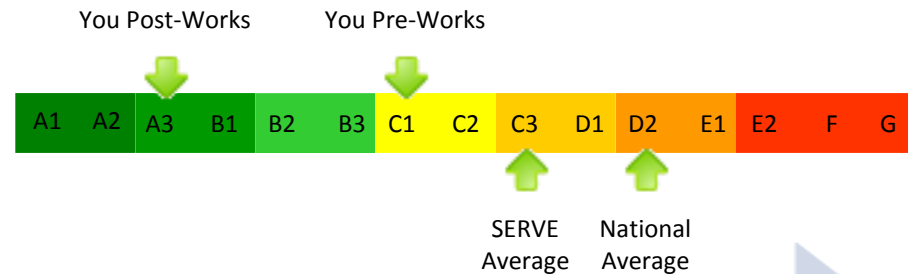 You Post-Works You Pre-Works
A1 A2 A3 B1 B2 B3 C1 C2 C3 D1 D2 E1 E2 F G
SERVE National
Average Average